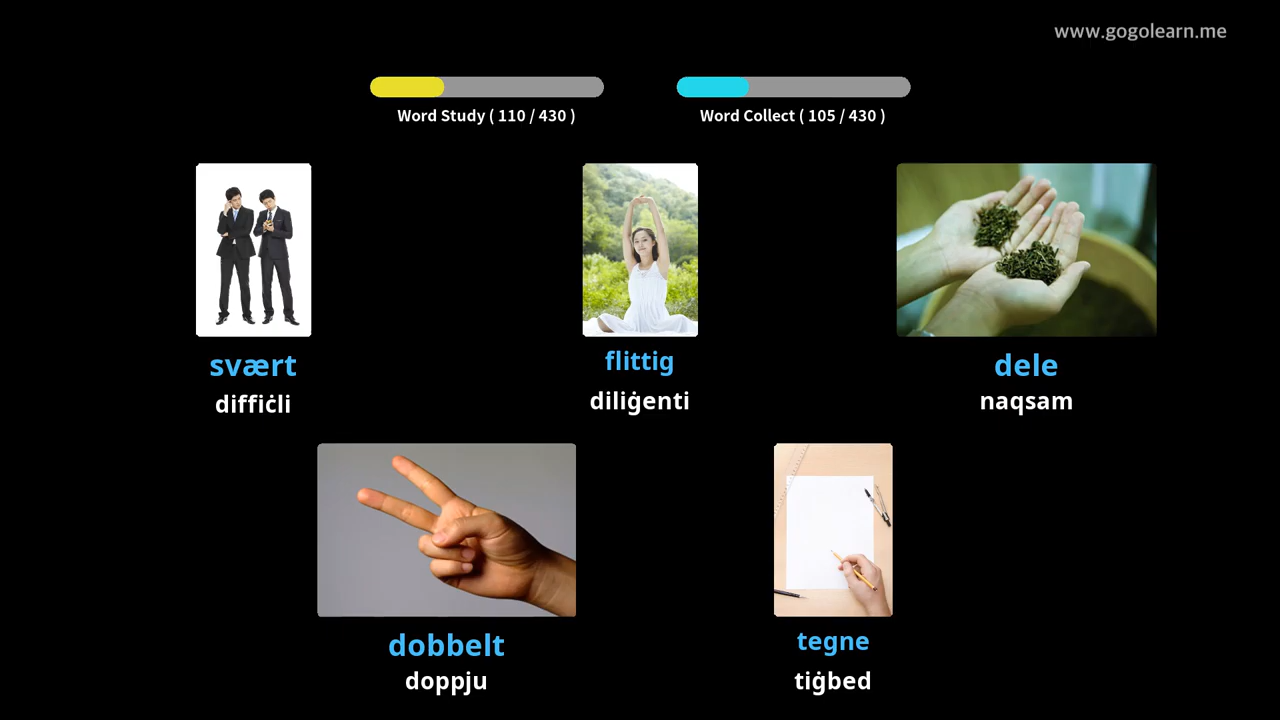 www.gogolearn.me
Word Study ( 110 / 430 )
Word Collect ( 105 / 430 )
svært
diffiċli
flittig
diliġenti
dele
naqsam
dobbelt
doppju
tegne
tiġbed